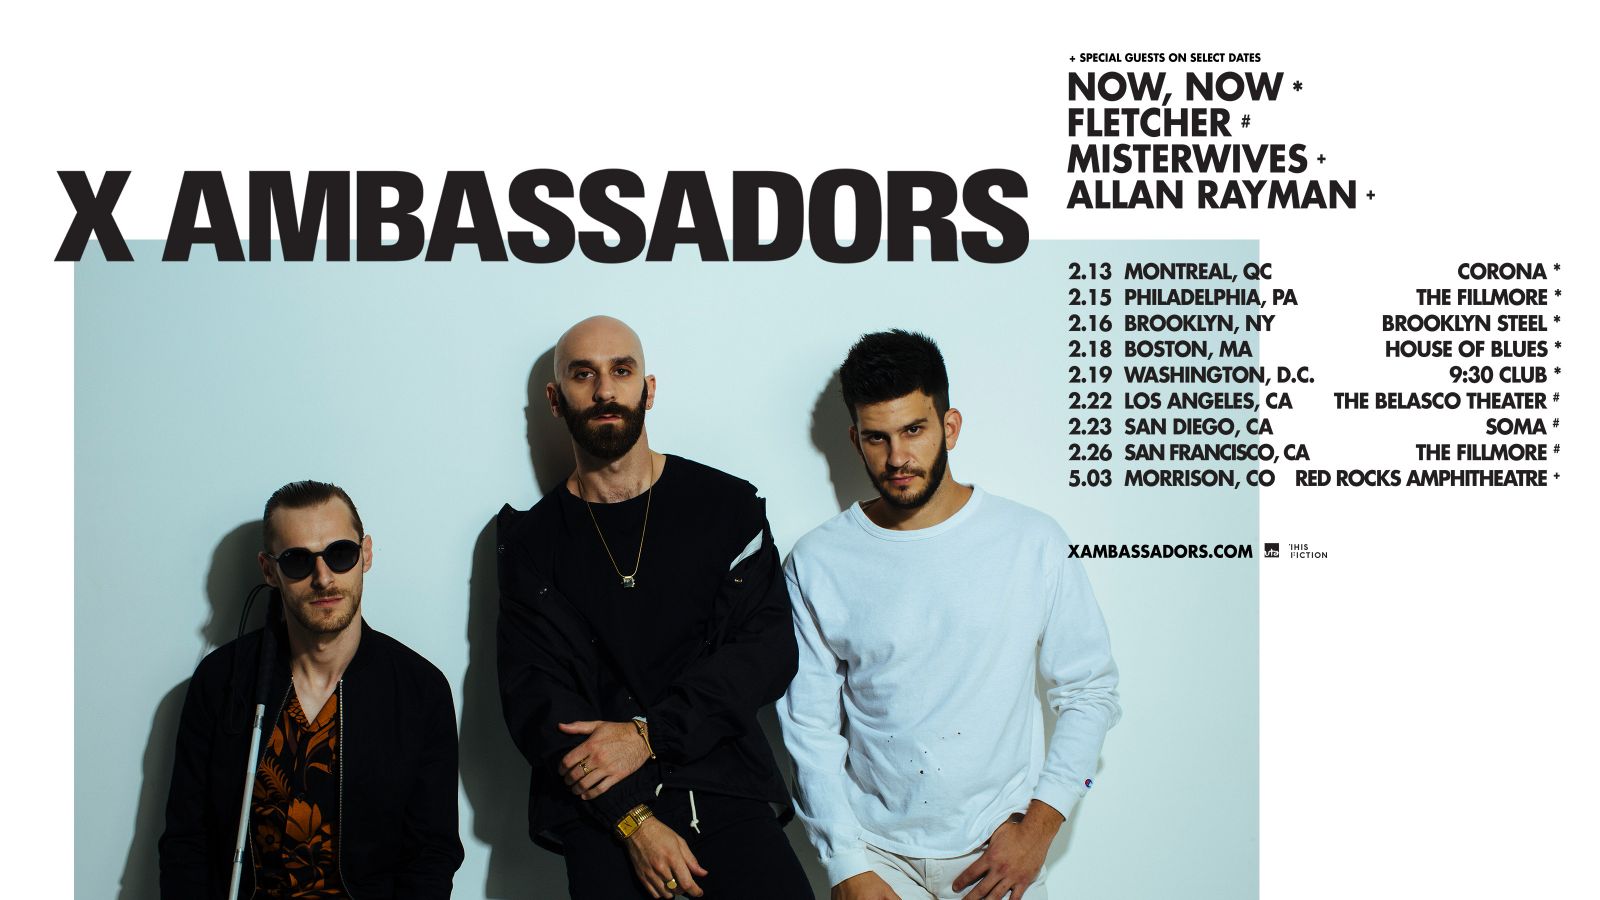 X AMBASSADORS
+ SPECIAL GUESTS ON SELECT DATES
NOW, NOW *
FLETCHER #
MISTERWIVES +
ALLAN RAYMAN +
2.13 MONTREAL, QC CORONA *
2.15 PHILADELPHIA, PA THE FILLMORE *
2.16 BROOKLYN, NY BROOKLYN STEEL *
2.18 BOSTON, MA HOUSE OF BLUES *
2.19 WASHINGTON, D.C. 9:30 CLUB *
2.22 LOS ANGELES, CA THE BELASCO THEATER #
2.23 SAN DIEGO, CA SOMA #
2.26 SAN FRANCISCO, CA THE FILLMORE #
5.03 MORRISON, CO RED ROCKS AMPHITHEATRE +
XAMBASSADORS.COM uta THIS
FICTION